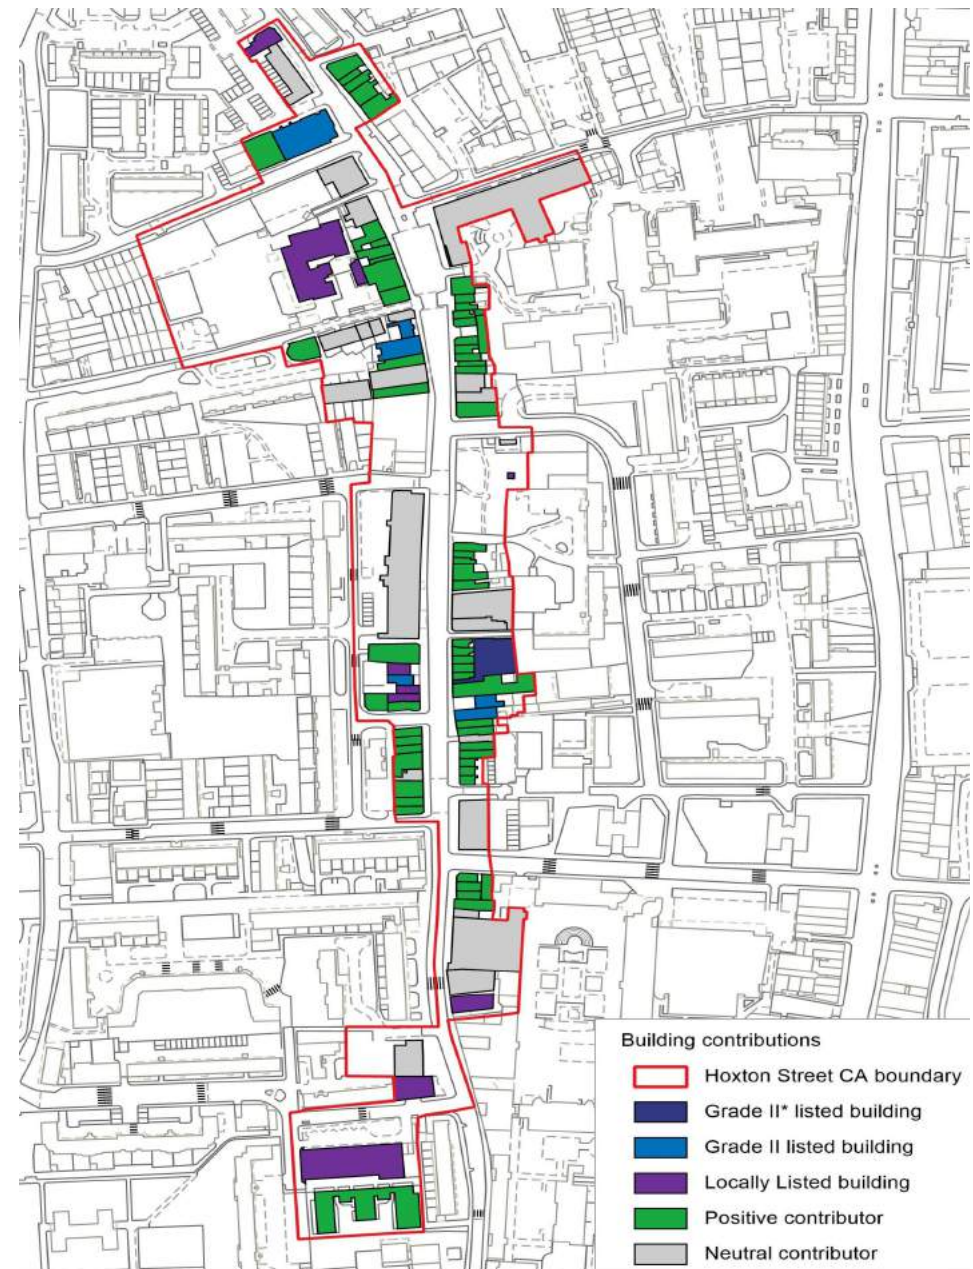 Building contributions
Hoxton Street CA boundary
Grade II* listed building
Grade II listed building
Locally Listed building
Positive contributor
Neutral contributor